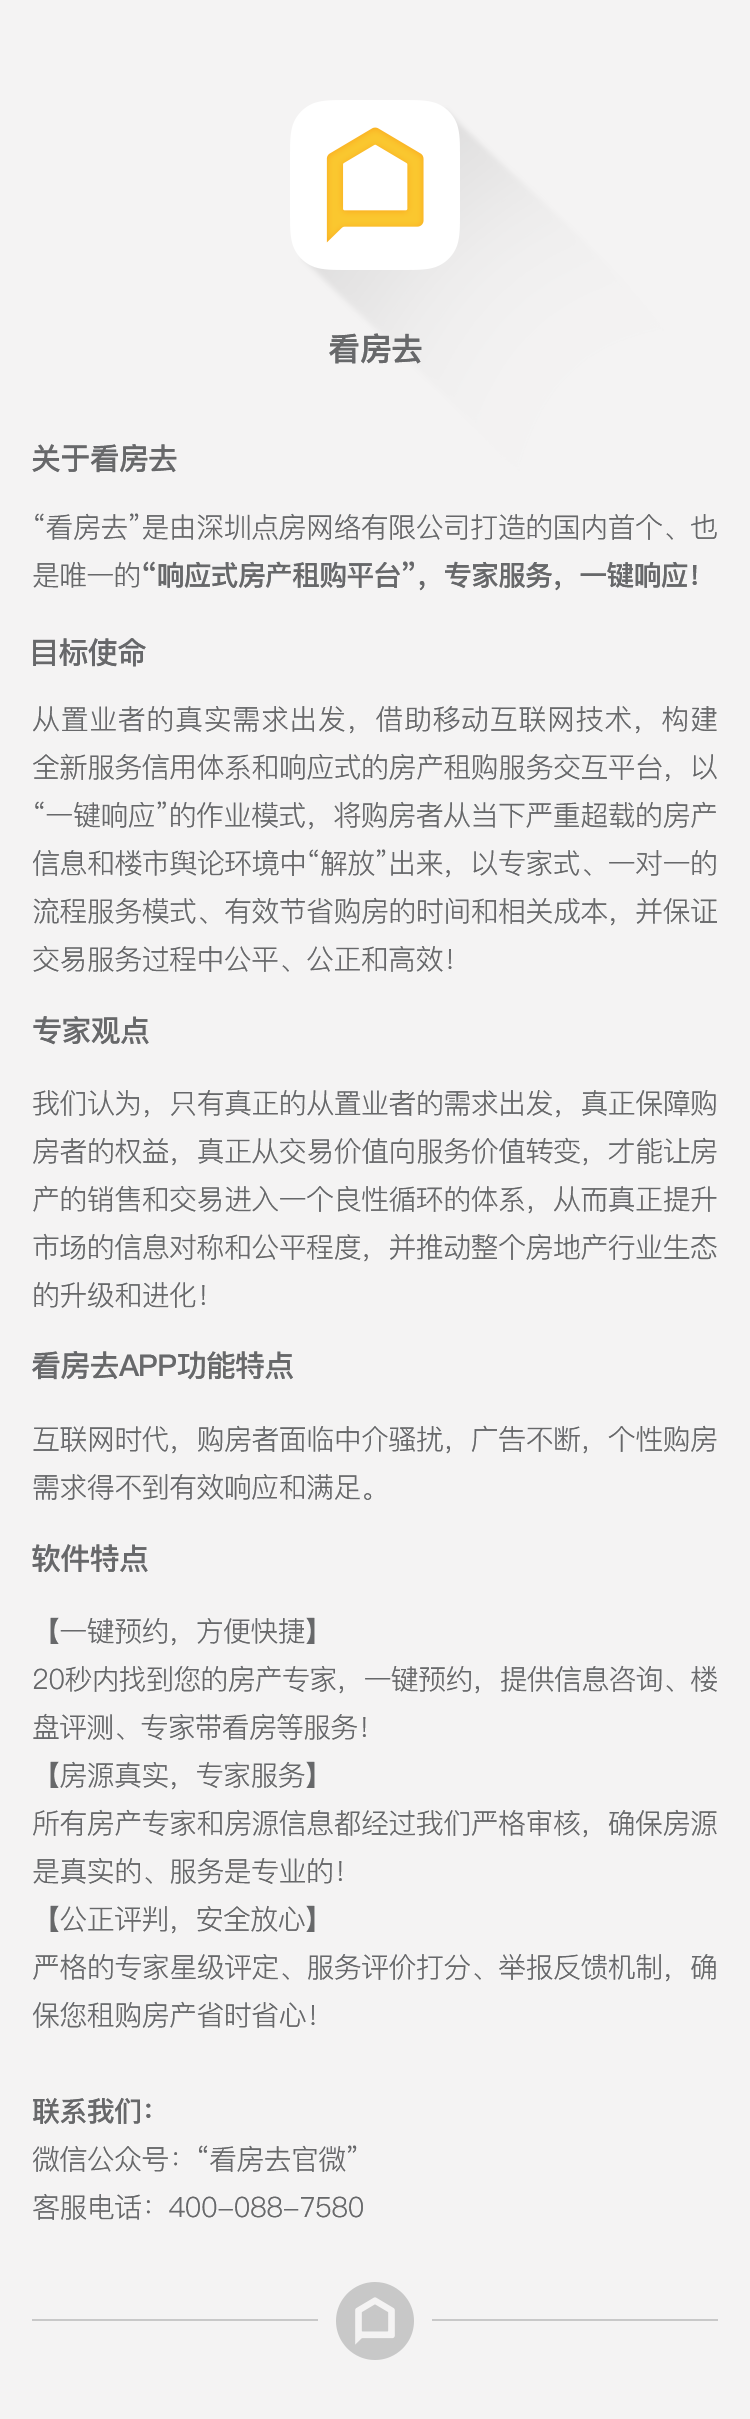 看房去
关于看房去
“看房去”是由深圳点房网络有限公司打造的国内首个、也
是唯一的“响应式房产租购平台”，专家服务，一键响应！
目标使命
从置业者的真实需求出发，借助移动互联网技术，构建
全新服务信用体系和响应式的房产租购服务交互平台，以
“一键响应”的作业模式，将购房者从当下严重超载的房产
信息和楼市舆论环境中“解放”出来，以专家式、一对一的
流程服务模式、有效节省购房的时间和相关成本，并保证
交易服务过程中公平、公正和高效！
专家观点
我们认为，只有真正的从置业者的需求出发，真正保障购
房者的权益，真正从交易价值向服务价值转变，才能让房
产的销售和交易进入一个良性循环的体系，从而真正提升
市场的信息对称和公平程度，并推动整个房地产行业生态
的升级和进化！
看房去APP功能特点
互联网时代，购房者面临中介骚扰，广告不断，个性购房
需求得不到有效响应和满足。
软件特点
【一键预约，方便快捷】
20秒内找到您的房产专家，一键预约，提供信息咨询、楼
盘评测、专家带看房等服务！
【房源真实，专家服务】
所有房产专家和房源信息都经过我们严格审核，确保房源
是真实的、服务是专业的！
【公正评判，安全放心】
严格的专家星级评定、服务评价打分、举报反馈机制，确
保您租购房产省时省心！
联系我们：
微信公众号：“看房去官微”
客服电话：400-088-7580